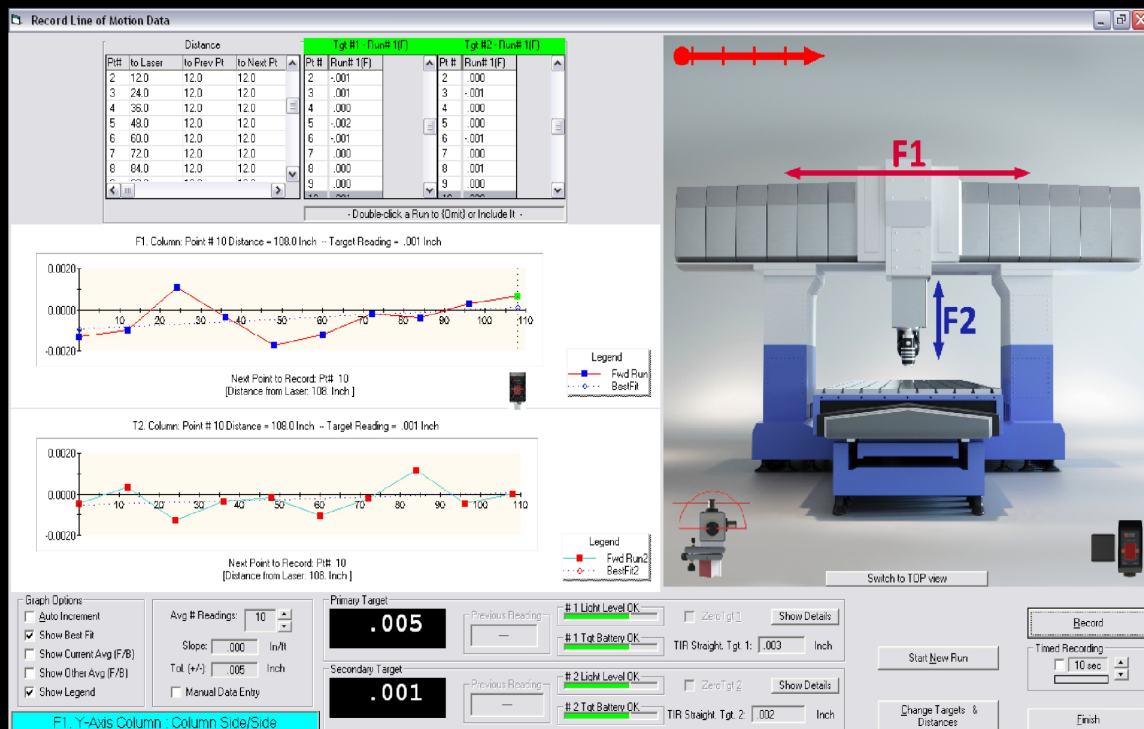 Record Line of Motion Data
Distance
Tgt #1 - Run# 1(F)
Tgt #2 - Run# 1(F)
Pt# to Laser to Prev Pt to Next Pt
Pt # Run# 1(F)
Pt # Run# 1(F)
2 12.0 12.0 12.0
2 -.001
2 .000
3 24.0 12.0 12.0
3 .001
3 -.001
4 36.0 12.0 12.0
4 .000
4 .000
5 48.0 12.0 12.0
5 -.002
5 .000
6 60.0 12.0 12.0
6 -.001
6 -.001
7 72.0 12.0 12.0
7 .000
7 .000
8 84.0 12.0 12.0
8 .000
8 .001
9 .000
9 .000
- Double-click a Run to {Omit} or Include It -
F1
F2
F1. Column: Point # 10 Distance = 108.0 Inch -- Target Reading = .001 Inch
0.0020
0.0000
-0.0020
10 20 30 40 50 60 70 80 90 100 110
Next Point to Record: Pt# 10
[Distance from Laser: 108. Inch ]
Legend
Fwd Run
BestFit
T2. Column: Point # 10 Distance = 108.0 Inch -- Target Reading = .001 Inch
0.0020
0.0000
-0.0020
10 20 30 40 50 60 70 80 90 100 110
Next Point to Record: Pt# 10
[Distance from Laser: 108. Inch ]
Legend
Fwd Run2
BestFit2
Switch to TOP view
Graph Options
Auto Increment
Show Best Fit
Show Current Avg (F/B)
Show Other Avg (F/B)
Show Legend
Avg # Readings: 10
Slope: .000 In/ft
Tol. (+/-) .005 Inch
Manual Data Entry
F1. Y-Axis Column : Column Side/Side
Primary Target
.005
Previous Reading
---
# 1 Light Level OK
# 1 Tgt Battery OK
ZeroTgt 1
Show Details
TIR Straight. Tgt. 1: .003 Inch
Secondary Target
.001
Previous Reading
---
# 2 Light Level OK
# 2 Tgt Battery OK
ZeroTgt 2
Show Details
TIR Straight. Tgt. 2: .002 Inch
Start New Run
Change Targets & Distances
Record
Timed Recording
10 sec
Finish